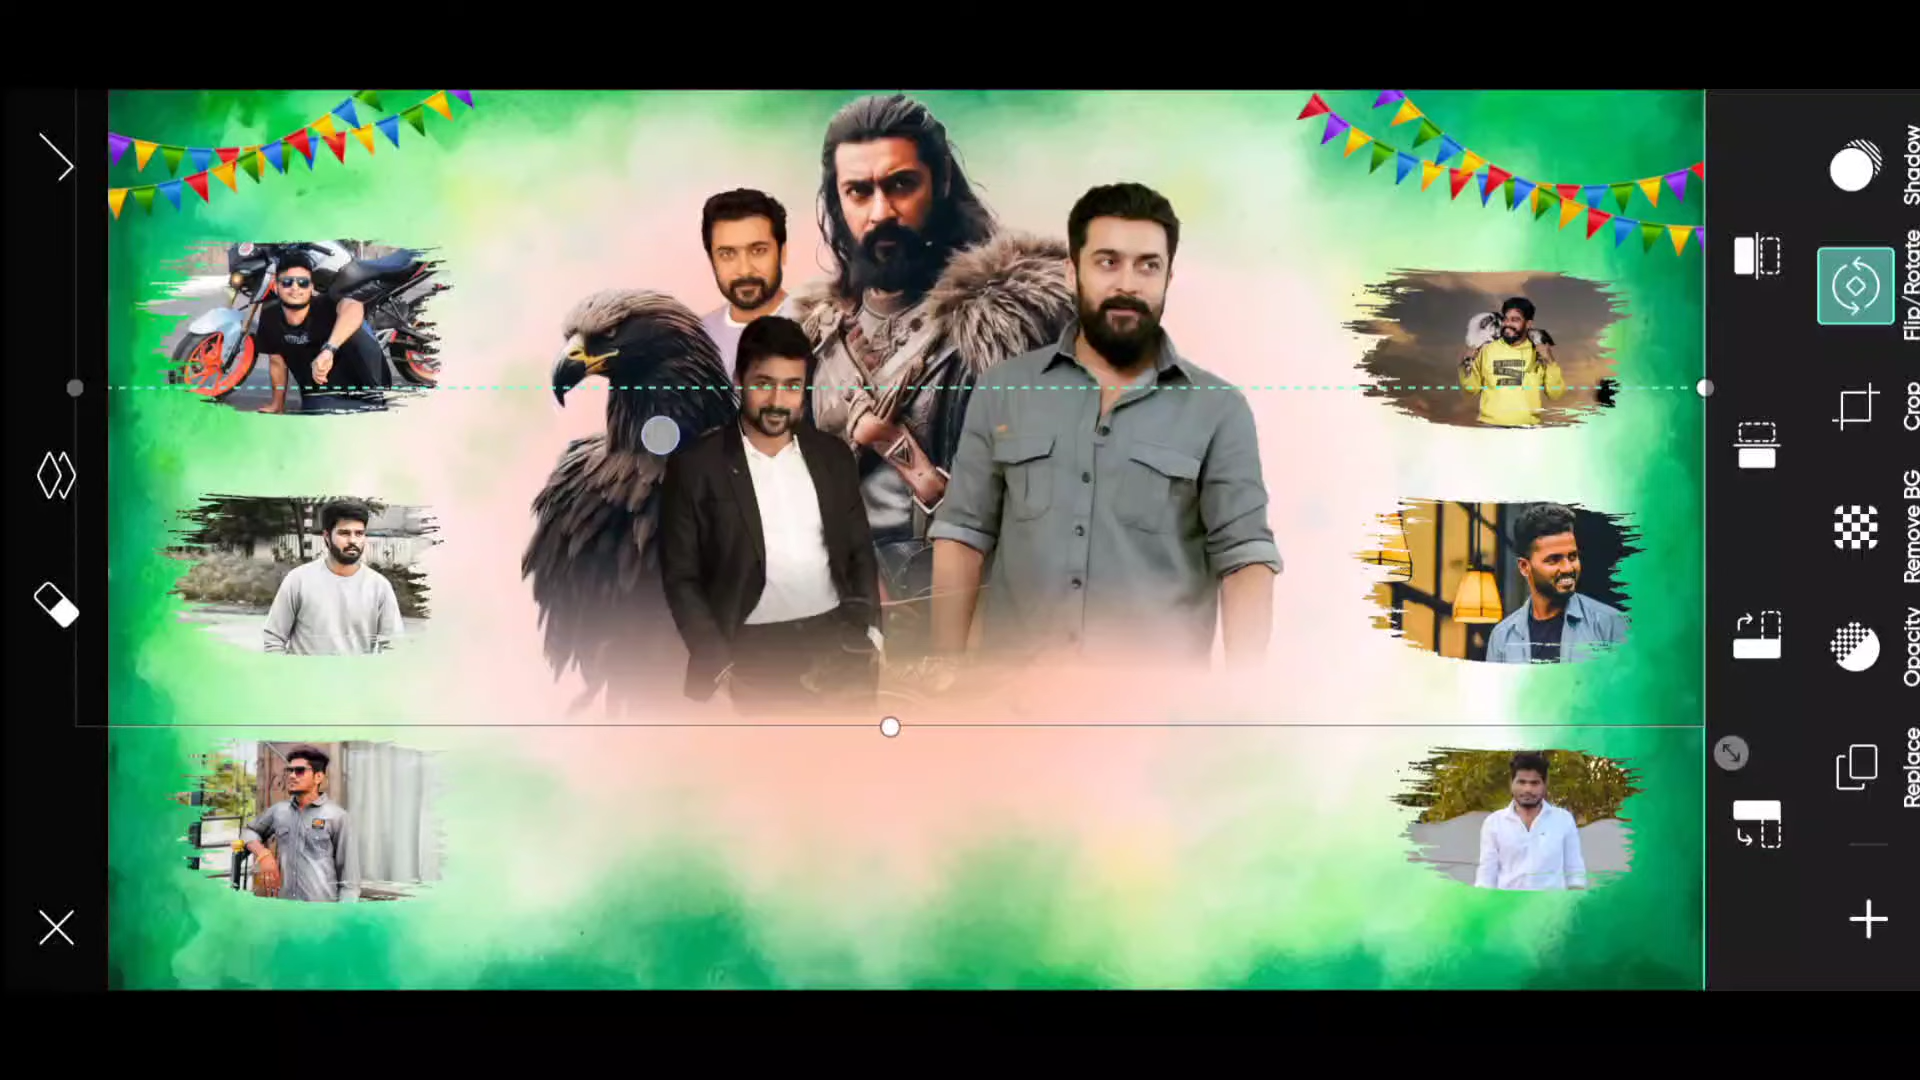 Shadow
Flip/Rotate
Crop
Remove BG
Opacity
Replace